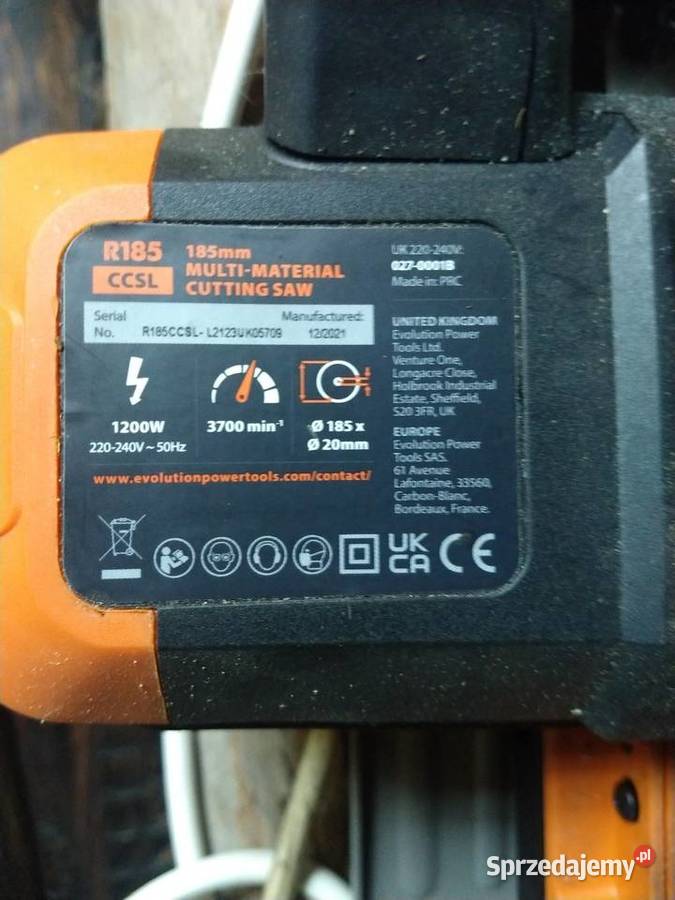 R185
CCSL
185mm
MULTI-MATERIAL
CUTTING SAW
UK 220-240V:
027-0001B
Made in: PRC
Serial
No.
R185CCSL- L2123UK05709
Manufactured:
12/2021
1200W
220-240V ~ 50Hz
3700 min⁻¹
Ø 185 x
Ø 20mm
www.evolutionpowertools.com/contact/
UNITED KINGDOM
Evolution Power
Tools Ltd.
Venture One,
Longacre Close,
Holbrook Industrial
Estate, Sheffield,
S20 3FR, UK
EUROPE
Evolution Power
Tools SAS.
61 Avenue
Lafontaine, 33560,
Carbon-Blanc,
Bordeaux, France.
UK
CA
CE
Sprzedajemy.pl